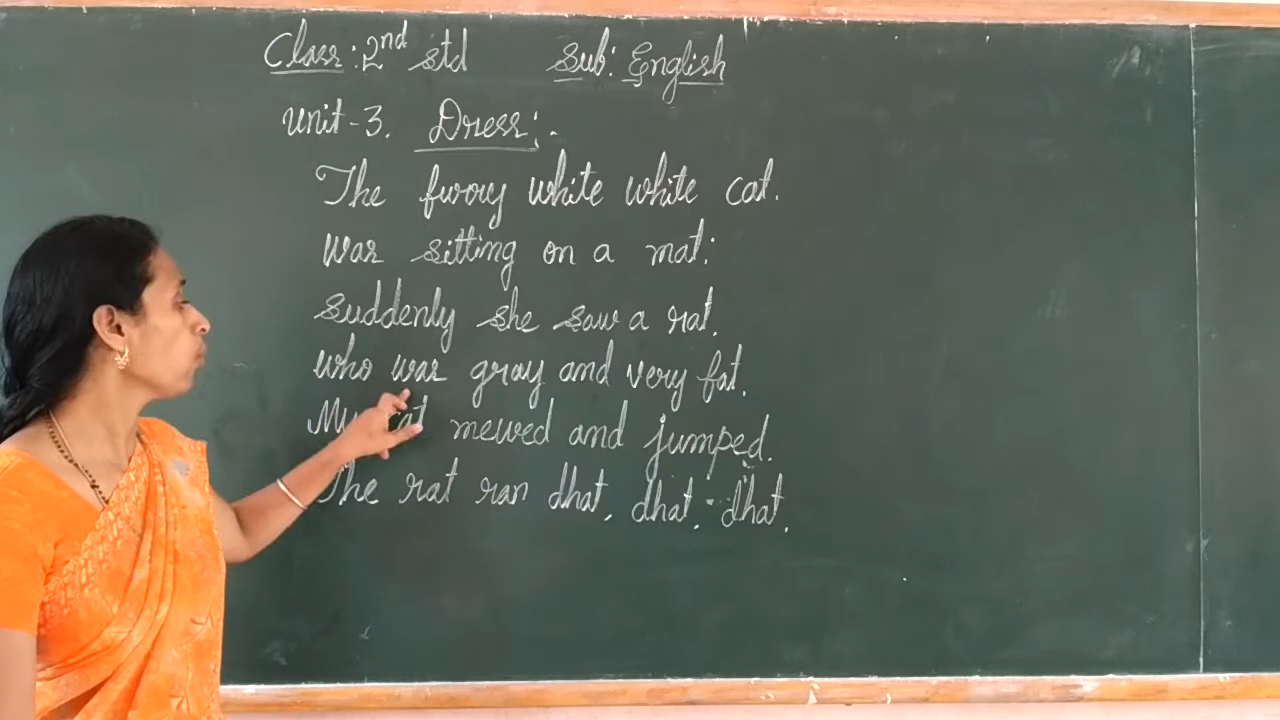 Class: 2nd std Sub: English
Unit-3. Dress:.
The furry white white cat.
Was sitting on a mat:
Suddenly she saw a rat.
who was gray and very fat.
My cat mewed and jumped.
The rat ran dhat, dhat, dhat.